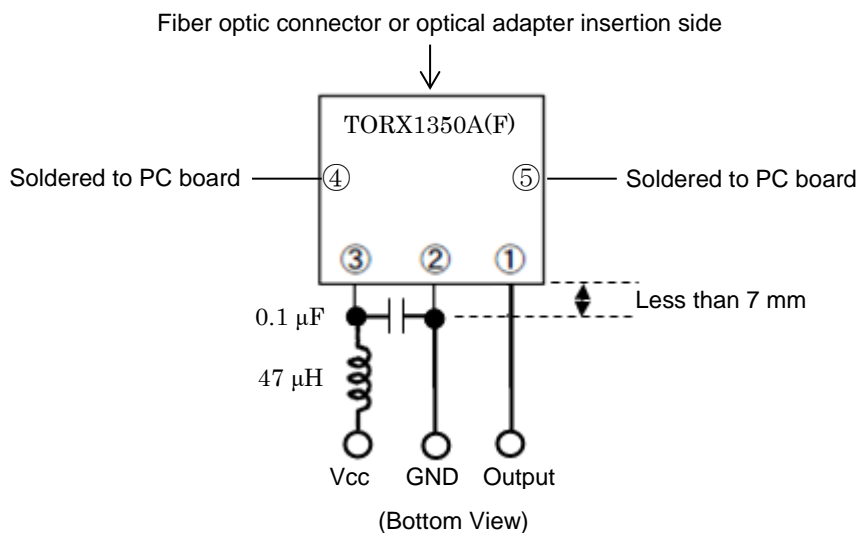 Fiber optic connector or optical adapter insertion side
TORX1350A(F)
Soldered to PC board
④
⑤
Soldered to PC board
③
②
①
Less than 7 mm
0.1 μF
47 μH
Vcc
GND
Output
(Bottom View)